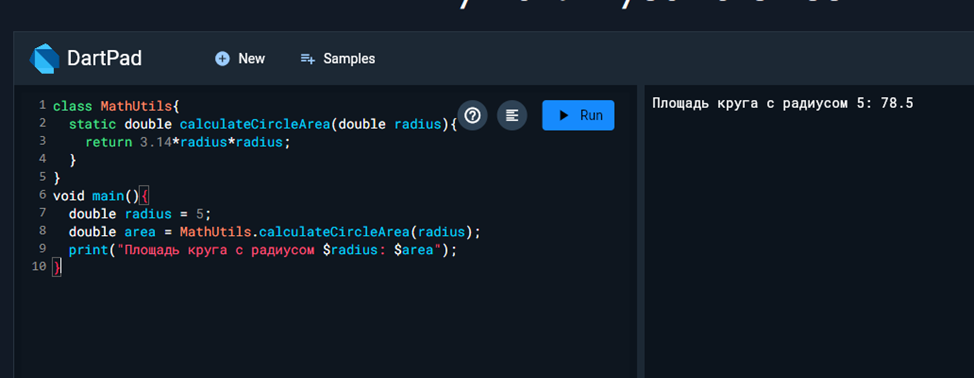 DartPad
New
Samples
Run
1 class MathUtils{
2   static double calculateCircleArea(double radius){
3     return 3.14*radius*radius;
4   }
5 }
6 void main(){
7   double radius = 5;
8   double area = MathUtils.calculateCircleArea(radius);
9   print("Площадь круга с радиусом $radius: $area");
10 }
Площадь круга с радиусом 5: 78.5